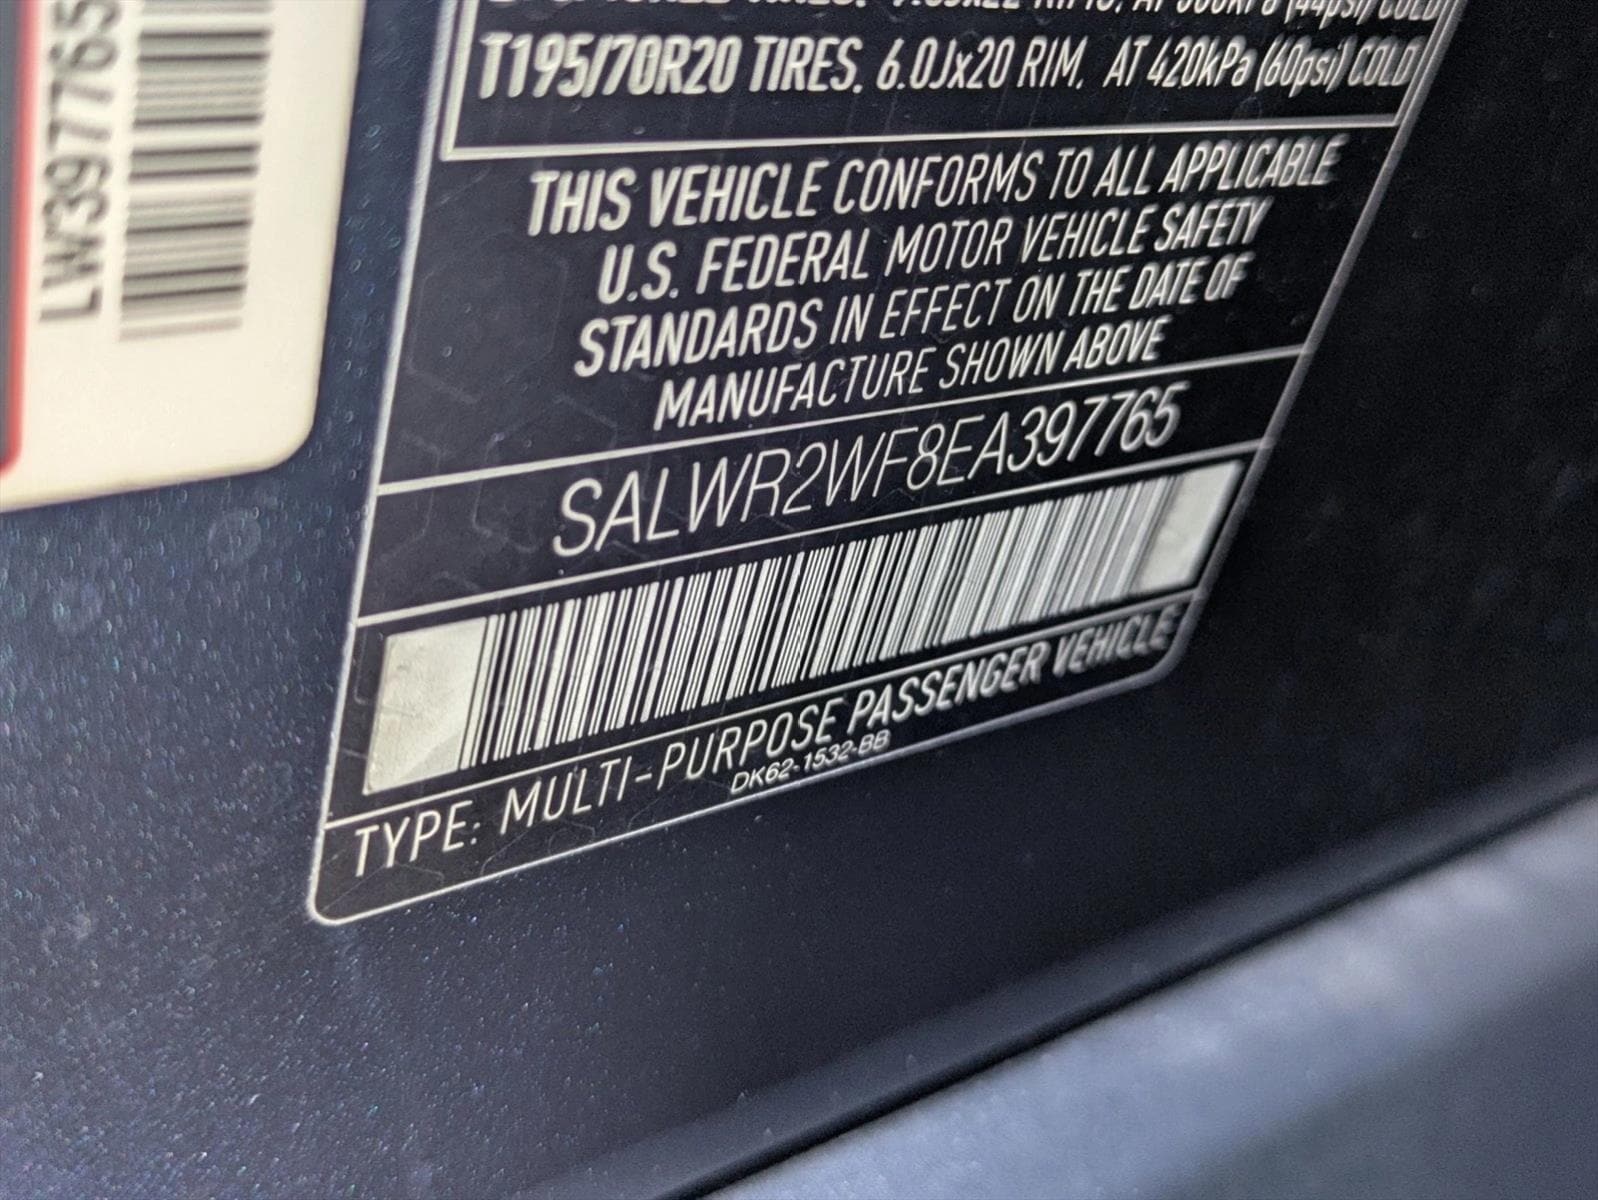 LW397765
T195/70R20 TIRES. 6.0Jx20 RIM, AT 420kPa (60psi) COLD
THIS VEHICLE CONFORMS TO ALL APPLICABLE
U.S. FEDERAL MOTOR VEHICLE SAFETY
STANDARDS IN EFFECT ON THE DATE OF
MANUFACTURE SHOWN ABOVE
SALWR2WF8EA397765
TYPE: MULTI-PURPOSE PASSENGER VEHICLE
DK62-1532-BB